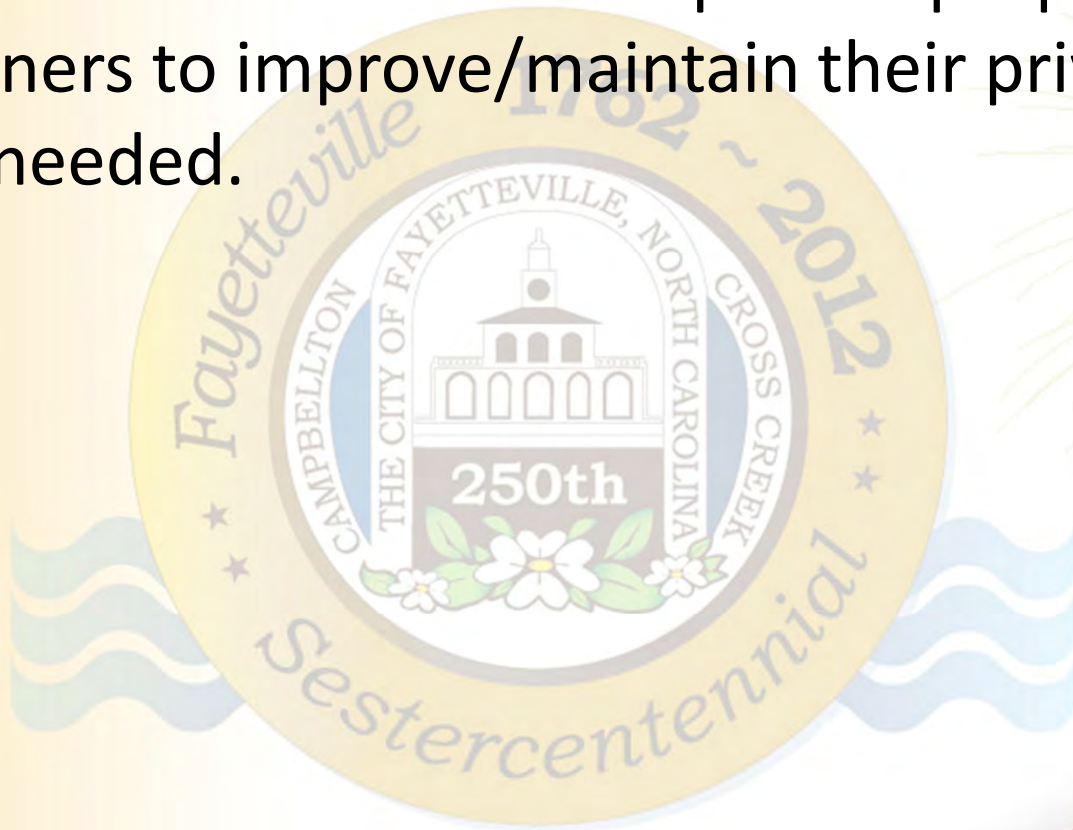 ners to improve/maintain their
needed.
Fayetteville 1762 ~ 2012
CAMPBELLTON
THE CITY OF FAYETTEVILLE, NORTH CAROLINA
CROSS CREEK
250th
Sestercentennial